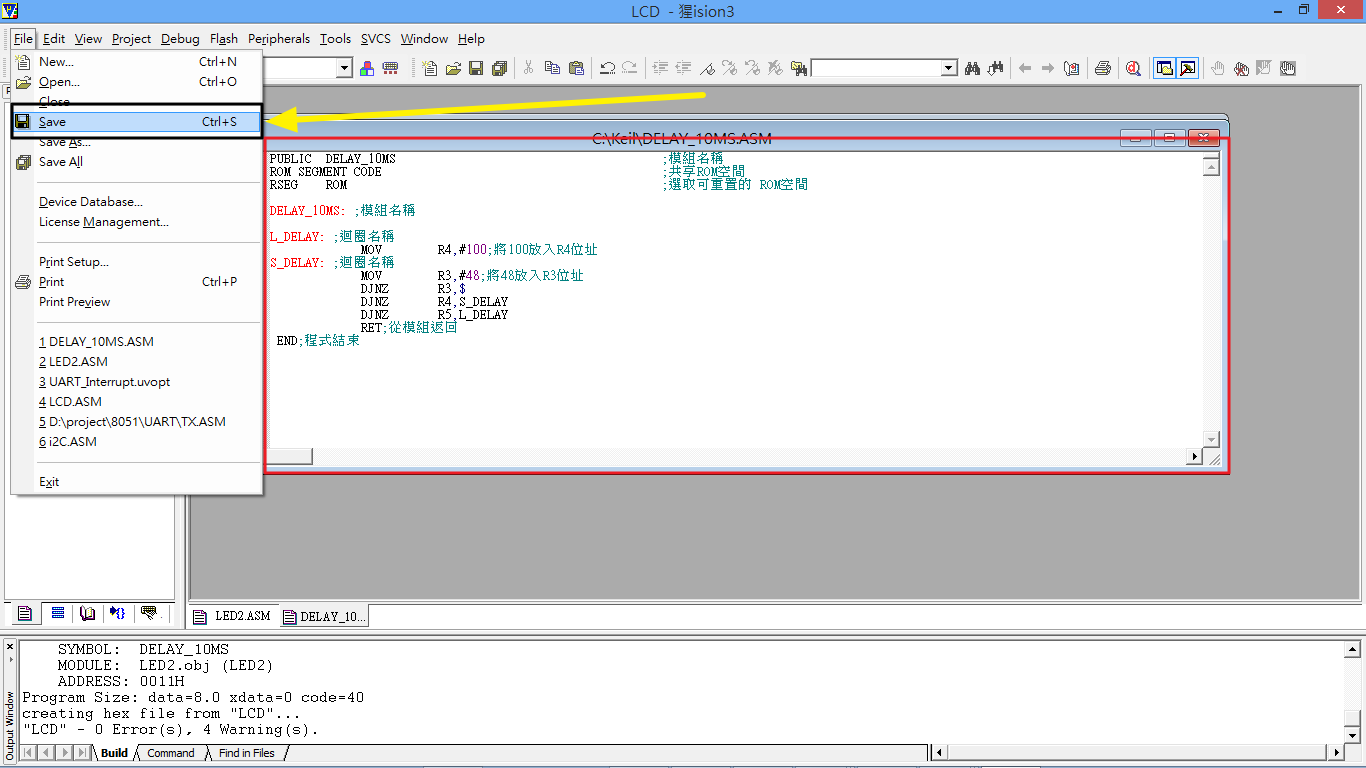 LCD - 猩ision3
File Edit View Project Debug Flash Peripherals Tools SVCS Window Help
New... Ctrl+N
Open... Ctrl+O
Close
Save Ctrl+S
Save As...
Save All
Device Database...
License Management...
Print Setup...
Print Ctrl+P
Print Preview
1 DELAY_10MS.ASM
2 LED2.ASM
3 UART_Interrupt.uvopt
4 LCD.ASM
5 D:\project\8051\UART\TX.ASM
6 i2C.ASM
Exit
C:\Keil\DELAY_10MS.ASM
PUBLIC DELAY_10MS ;模組名稱
ROM SEGMENT CODE ;共享ROM空間
RSEG ROM ;選取可重置的 ROM空間
DELAY_10MS: ;模組名稱
L_DELAY: ;迴圈名稱
MOV R4,#100;將100放入R4位址
S_DELAY: ;迴圈名稱
MOV R3,#48;將48放入R3位址
DJNZ R3,$
DJNZ R4,S_DELAY
DJNZ R5,L_DELAY
RET;從模組返回
END;程式結束
LED2.ASM DELAY_10...
SYMBOL: DELAY_10MS
MODULE: LED2.obj (LED2)
ADDRESS: 0011H
Program Size: data=8.0 xdata=0 code=40
creating hex file from "LCD"...
"LCD" - 0 Error(s), 4 Warning(s).
Output Window
Build Command Find in Files